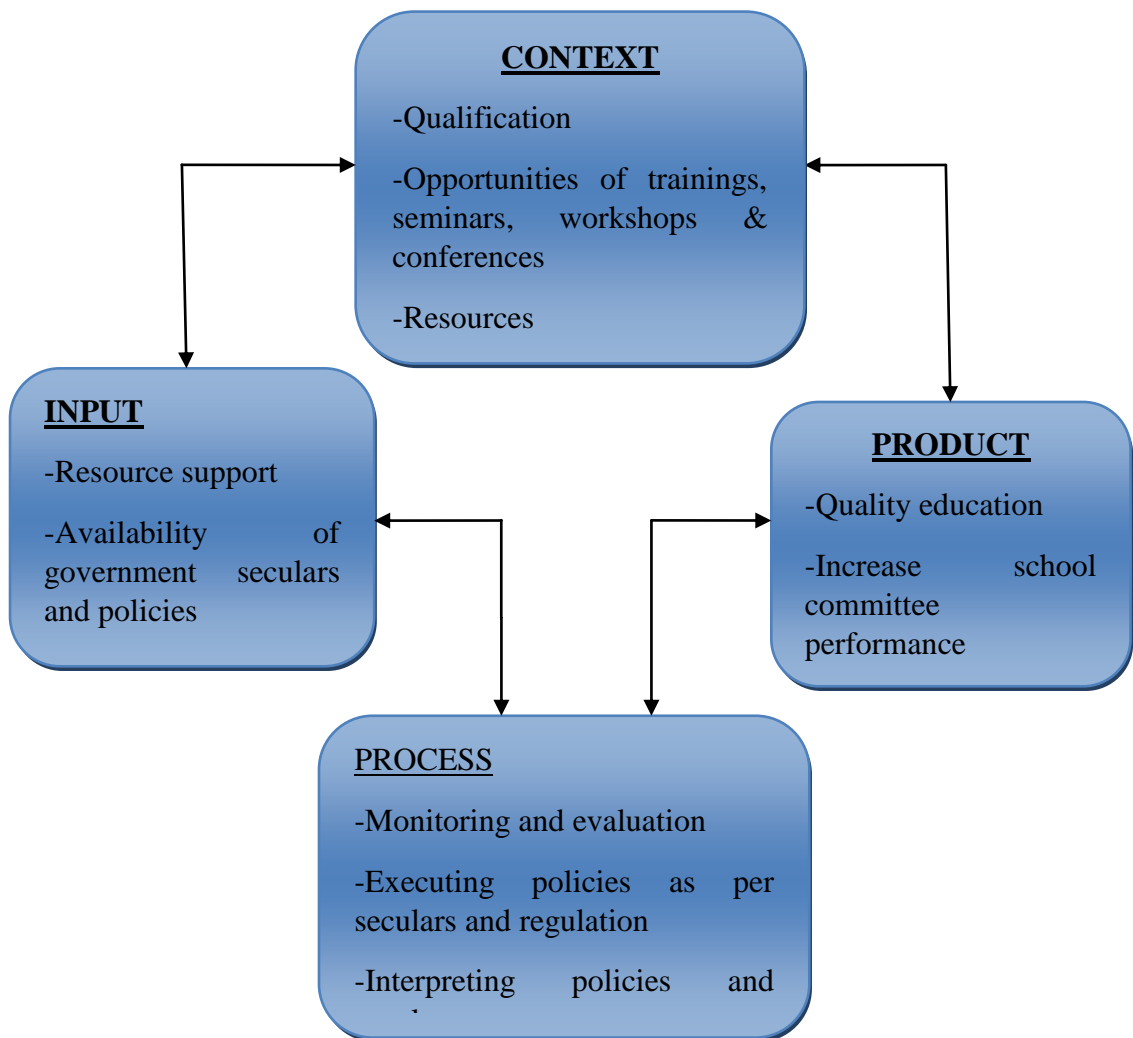 CONTEXT
-Qualification
-Opportunities of trainings,
seminars, workshops &
conferences
-Resources
INPUT
-Resource support
-Availability of
government seculars
and policies
PRODUCT
-Quality education
-Increase school
committee
performance
PROCESS
-Monitoring and evaluation
-Executing policies as per
seculars and regulation
-Interpreting policies and